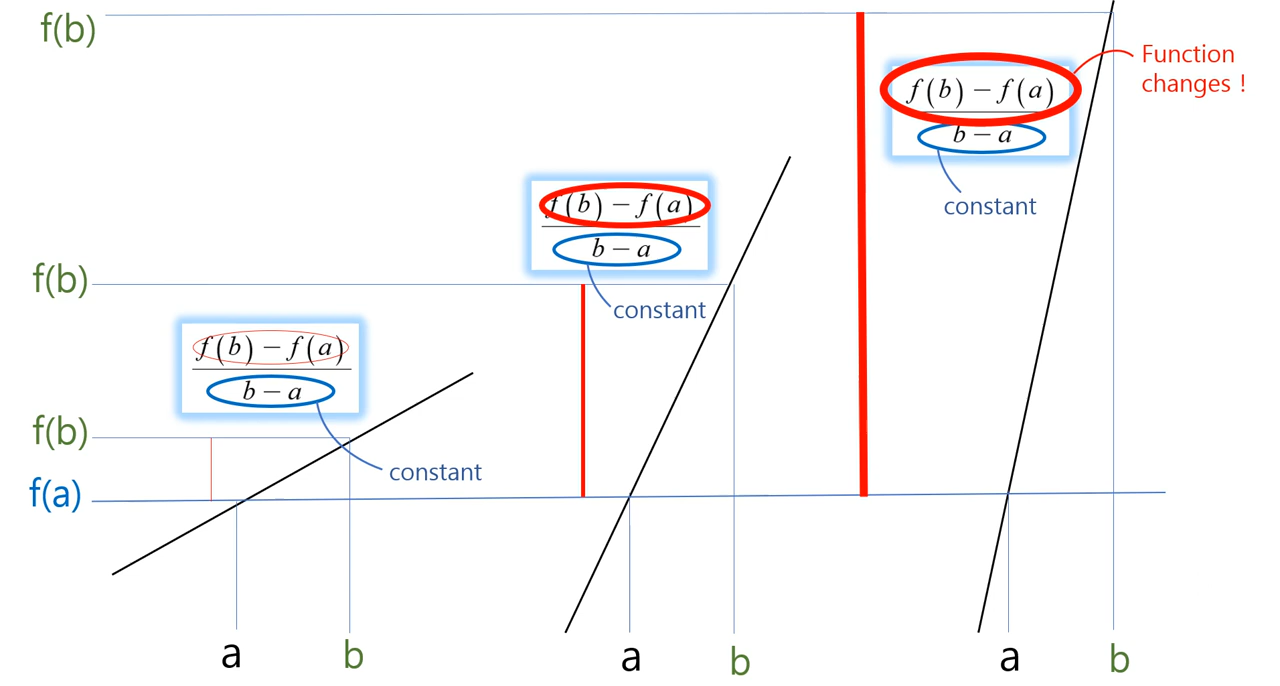 f(b)
Function
changes !
f(b) − f(a)
b − a
constant
f(b) − f(a)
b − a
constant
f(b)
f(b) − f(a)
b − a
constant
f(b)
f(a)
a b a b a b